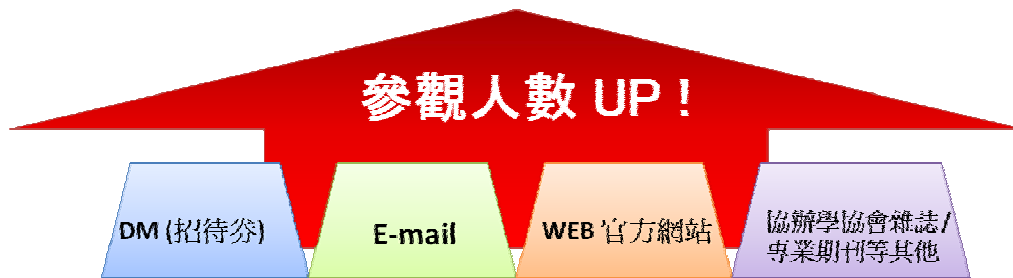 參觀人數 UP！
DM (招待券)
E-mail
WEB 官方網站
協辦學協會雜誌/
專業期刊等其他